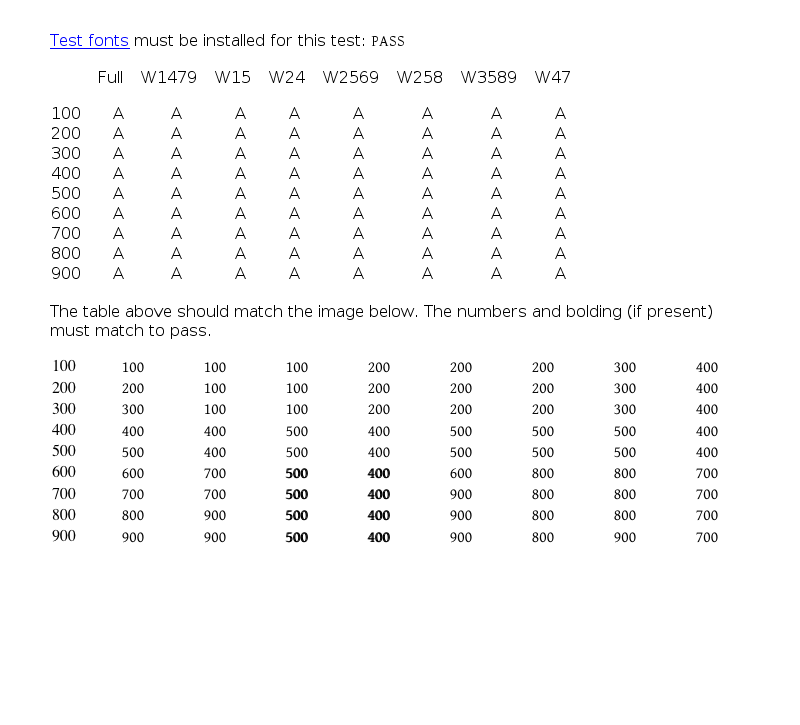 Test fonts must be installed for this test: PASS
Full W1479 W15 W24 W2569 W258 W3589 W47
100 A A A A A A A A
200 A A A A A A A A
300 A A A A A A A A
400 A A A A A A A A
500 A A A A A A A A
600 A A A A A A A A
700 A A A A A A A A
800 A A A A A A A A
900 A A A A A A A A
The table above should match the image below. The numbers and bolding (if present)
must match to pass.
100 100 100 100 200 200 200 300 400
200 200 100 100 200 200 200 300 400
300 300 100 100 200 200 200 300 400
400 400 400 500 400 500 500 500 400
500 500 400 500 400 500 500 500 400
600 600 700 500 400 600 800 800 700
700 700 700 500 400 900 800 800 700
800 800 900 500 400 900 800 800 700
900 900 900 500 400 900 800 900 700